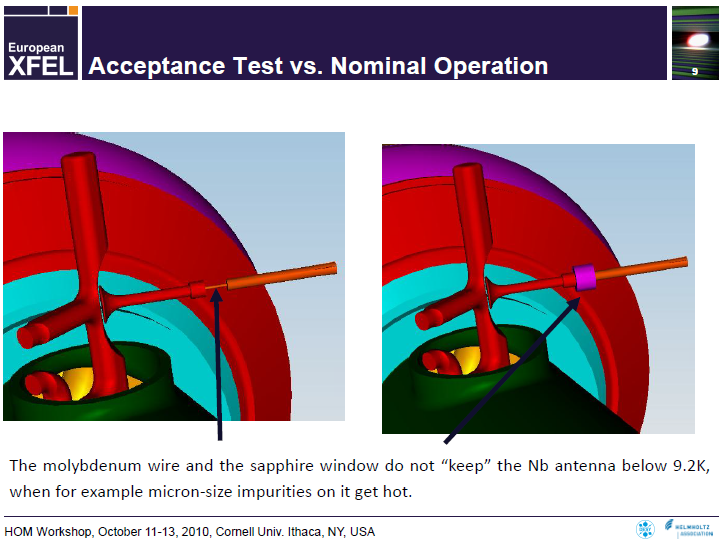 European
XFEL
Acceptance Test vs. Nominal Operation
9
The molybdenum wire and the sapphire window do not “keep” the Nb antenna below 9.2K,
when for example micron-size impurities on it get hot.
HOM Workshop, October 11-13, 2010, Cornell Univ. Ithaca, NY, USA
DESY
HELMHOLTZ
ASSOCIATION